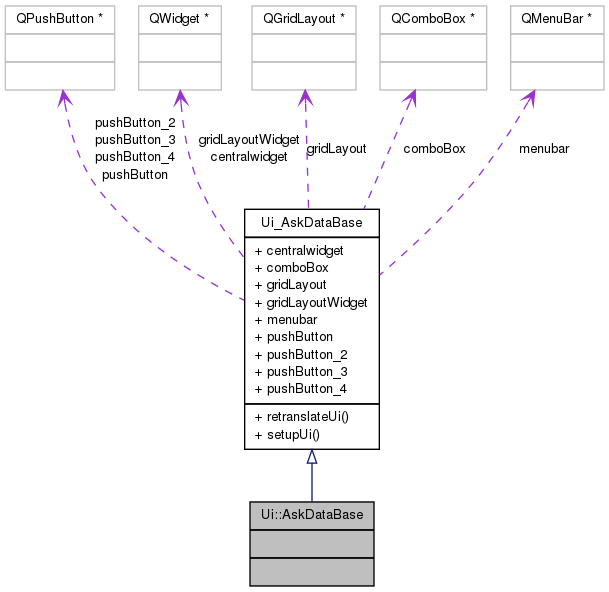 QPushButton *
QWidget *
QGridLayout *
QComboBox *
QMenuBar *
pushButton_2
pushButton_3
pushButton_4
pushButton
gridLayoutWidget
centralwidget
gridLayout
comboBox
menubar
Ui_AskDataBase
+ centralwidget
+ comboBox
+ gridLayout
+ gridLayoutWidget
+ menubar
+ pushButton
+ pushButton_2
+ pushButton_3
+ pushButton_4
+ retranslateUi()
+ setupUi()
Ui::AskDataBase